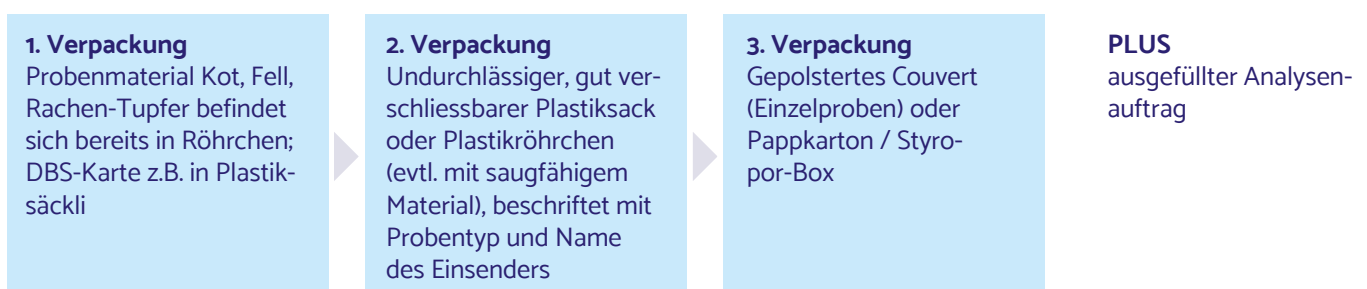 1. Verpackung
Probenmaterial Kot, Fell,
Rachen-Tupfer befindet
sich bereits in Röhrchen;
DBS-Karte z.B. in Plastik-
säckli
2. Verpackung
Undurchlässiger, gut ver-
schliessbarer Plastiksack
oder Plastikröhrchen
(evtl. mit saugfähigem
Material), beschriftet mit
Probentyp und Name
des Einsenders
3. Verpackung
Gepolstertes Couvert
(Einzelproben) oder
Pappkarton / Styro-
por-Box
PLUS
ausgefüllter Analysen-
auftrag